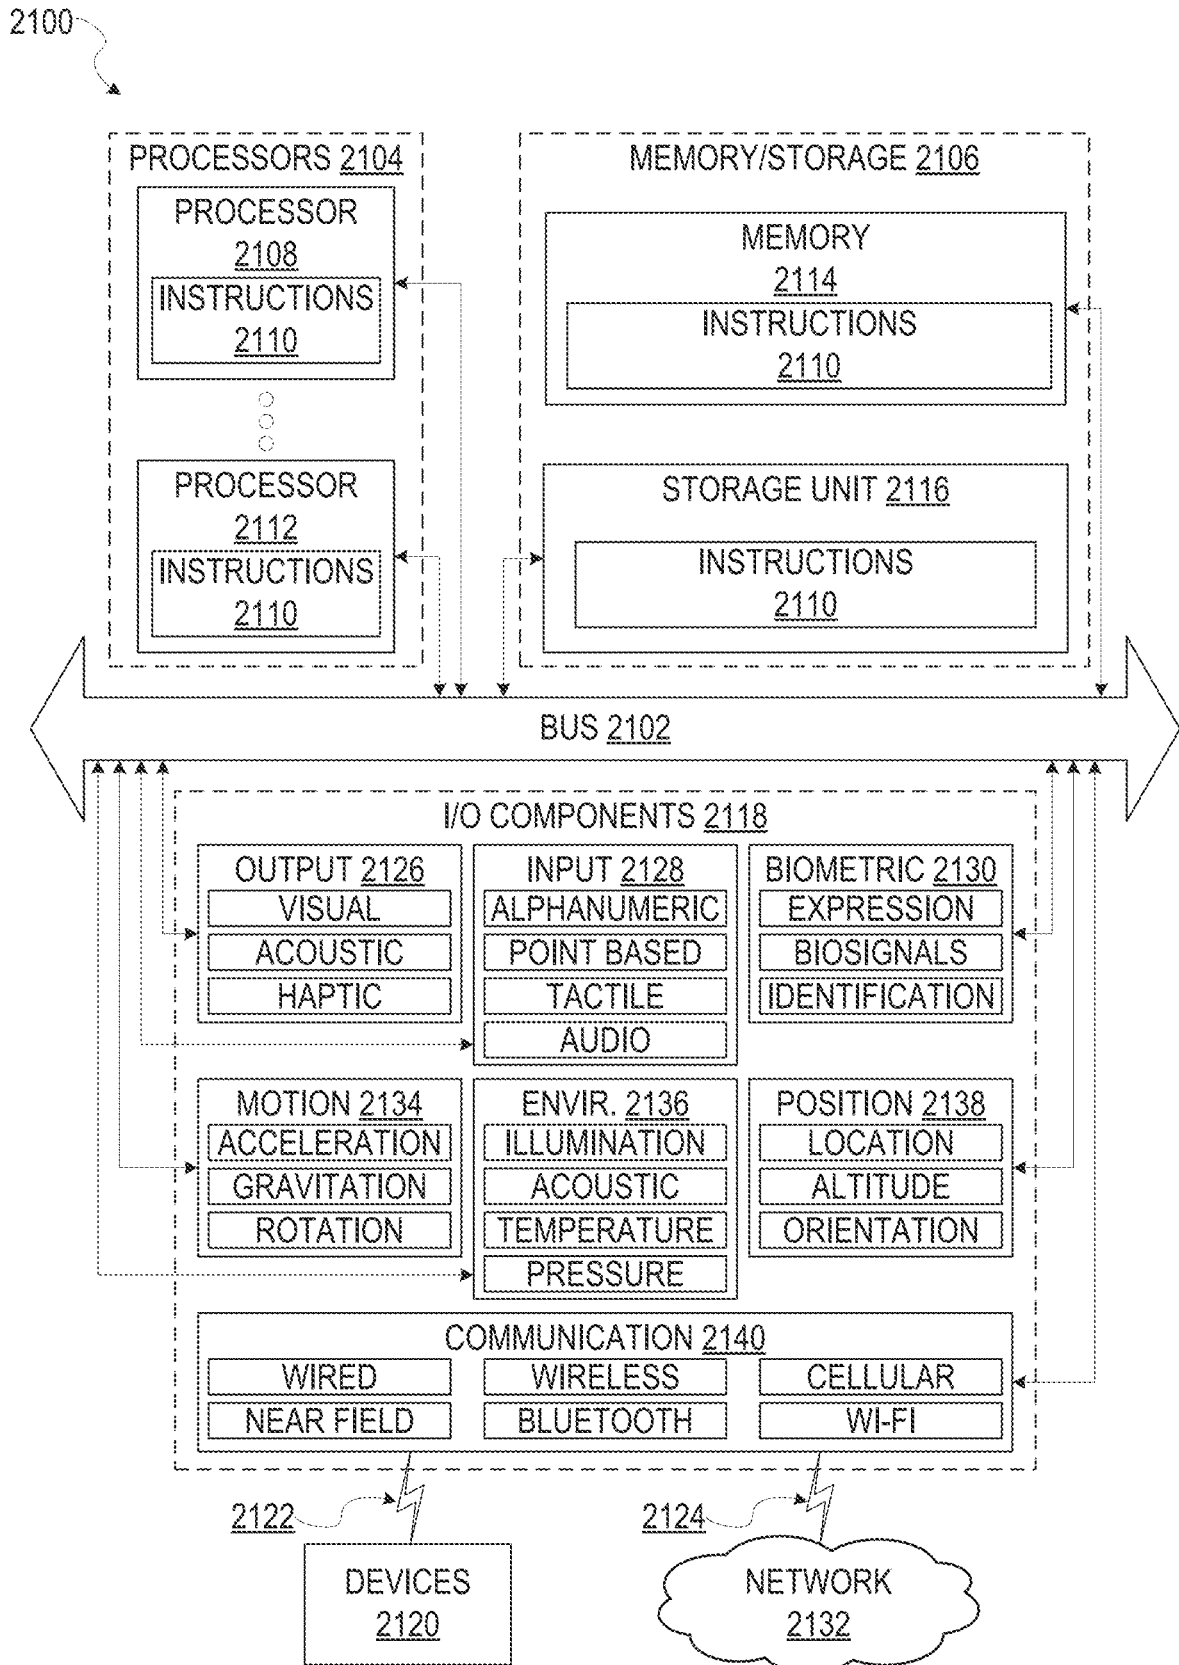 2100
PROCESSORS 2104
PROCESSOR
2108
INSTRUCTIONS
2110
PROCESSOR
2112
INSTRUCTIONS
2110
MEMORY/STORAGE 2106
MEMORY
2114
INSTRUCTIONS
2110
STORAGE UNIT 2116
INSTRUCTIONS
2110
BUS 2102
I/O COMPONENTS 2118
OUTPUT 2126
VISUAL
ACOUSTIC
HAPTIC
INPUT 2128
ALPHANUMERIC
POINT BASED
TACTILE
AUDIO
BIOMETRIC 2130
EXPRESSION
BIOSIGNALS
IDENTIFICATION
MOTION 2134
ACCELERATION
GRAVITATION
ROTATION
ENVIR. 2136
ILLUMINATION
ACOUSTIC
TEMPERATURE
PRESSURE
POSITION 2138
LOCATION
ALTITUDE
ORIENTATION
COMMUNICATION 2140
WIRED
WIRELESS
CELLULAR
NEAR FIELD
BLUETOOTH
WI-FI
2122
2124
DEVICES
2120
NETWORK
2132